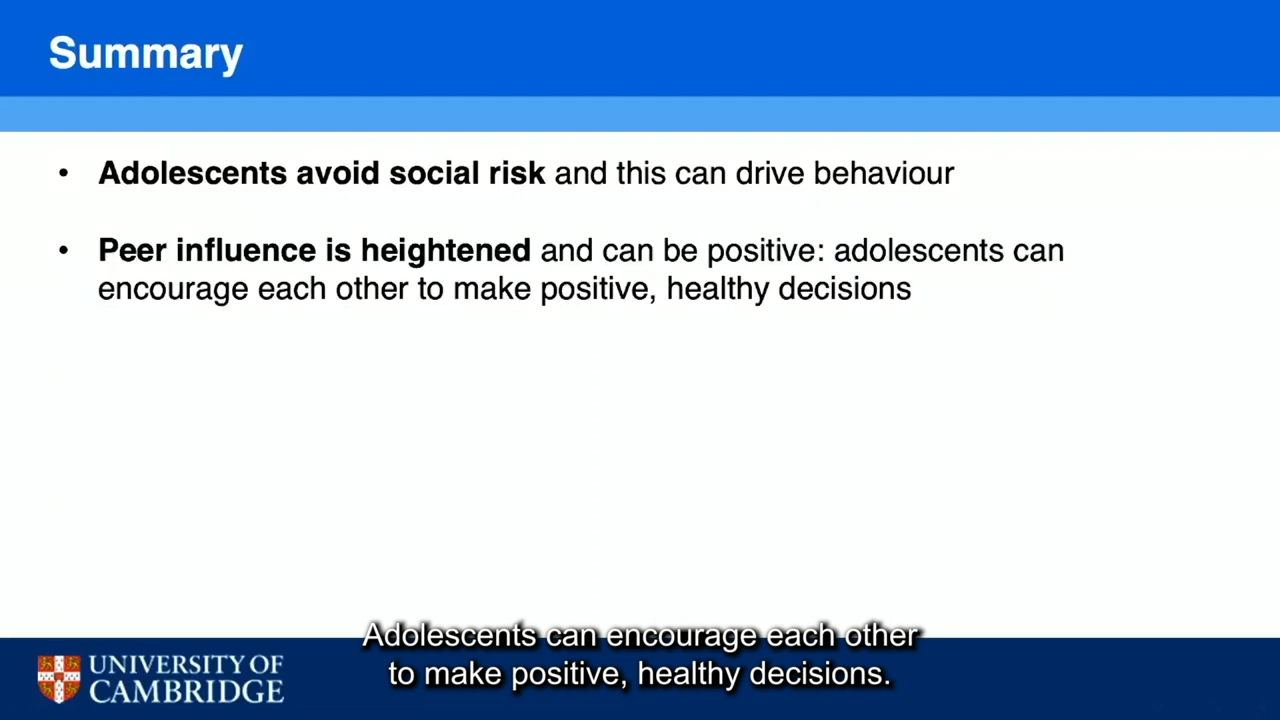 Summary
• Adolescents avoid social risk and this can drive behaviour
• Peer influence is heightened and can be positive: adolescents can
encourage each other to make positive, healthy decisions
Adolescents can encourage each other
to make positive, healthy decisions.
UNIVERSITY OF
CAMBRIDGE